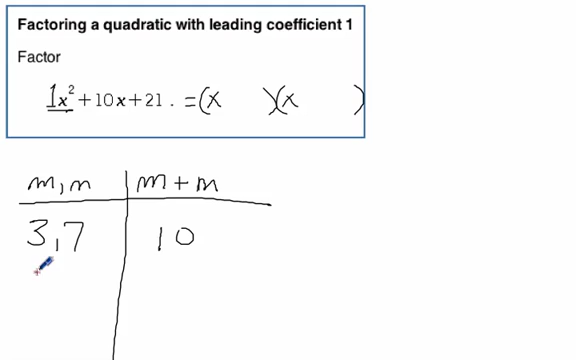 Factoring a quadratic with leading coefficient 1
Factor
1x² + 10x + 21 . = (x    )(x    )
m, n | m + n
3, 7 | 10